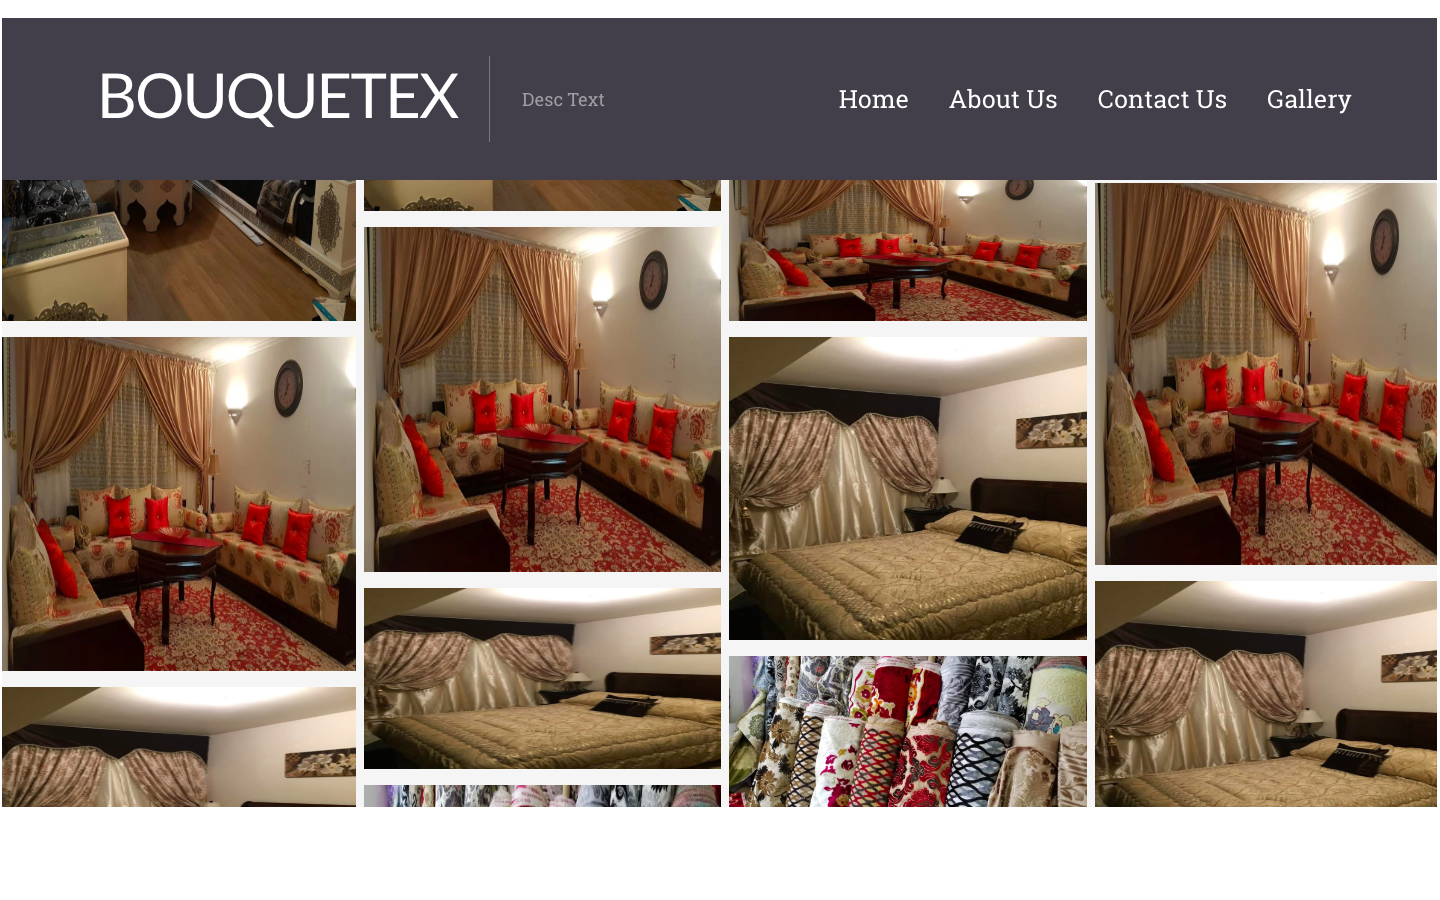 BOUQUETEX
Desc Text
Home
About Us
Contact Us
Gallery